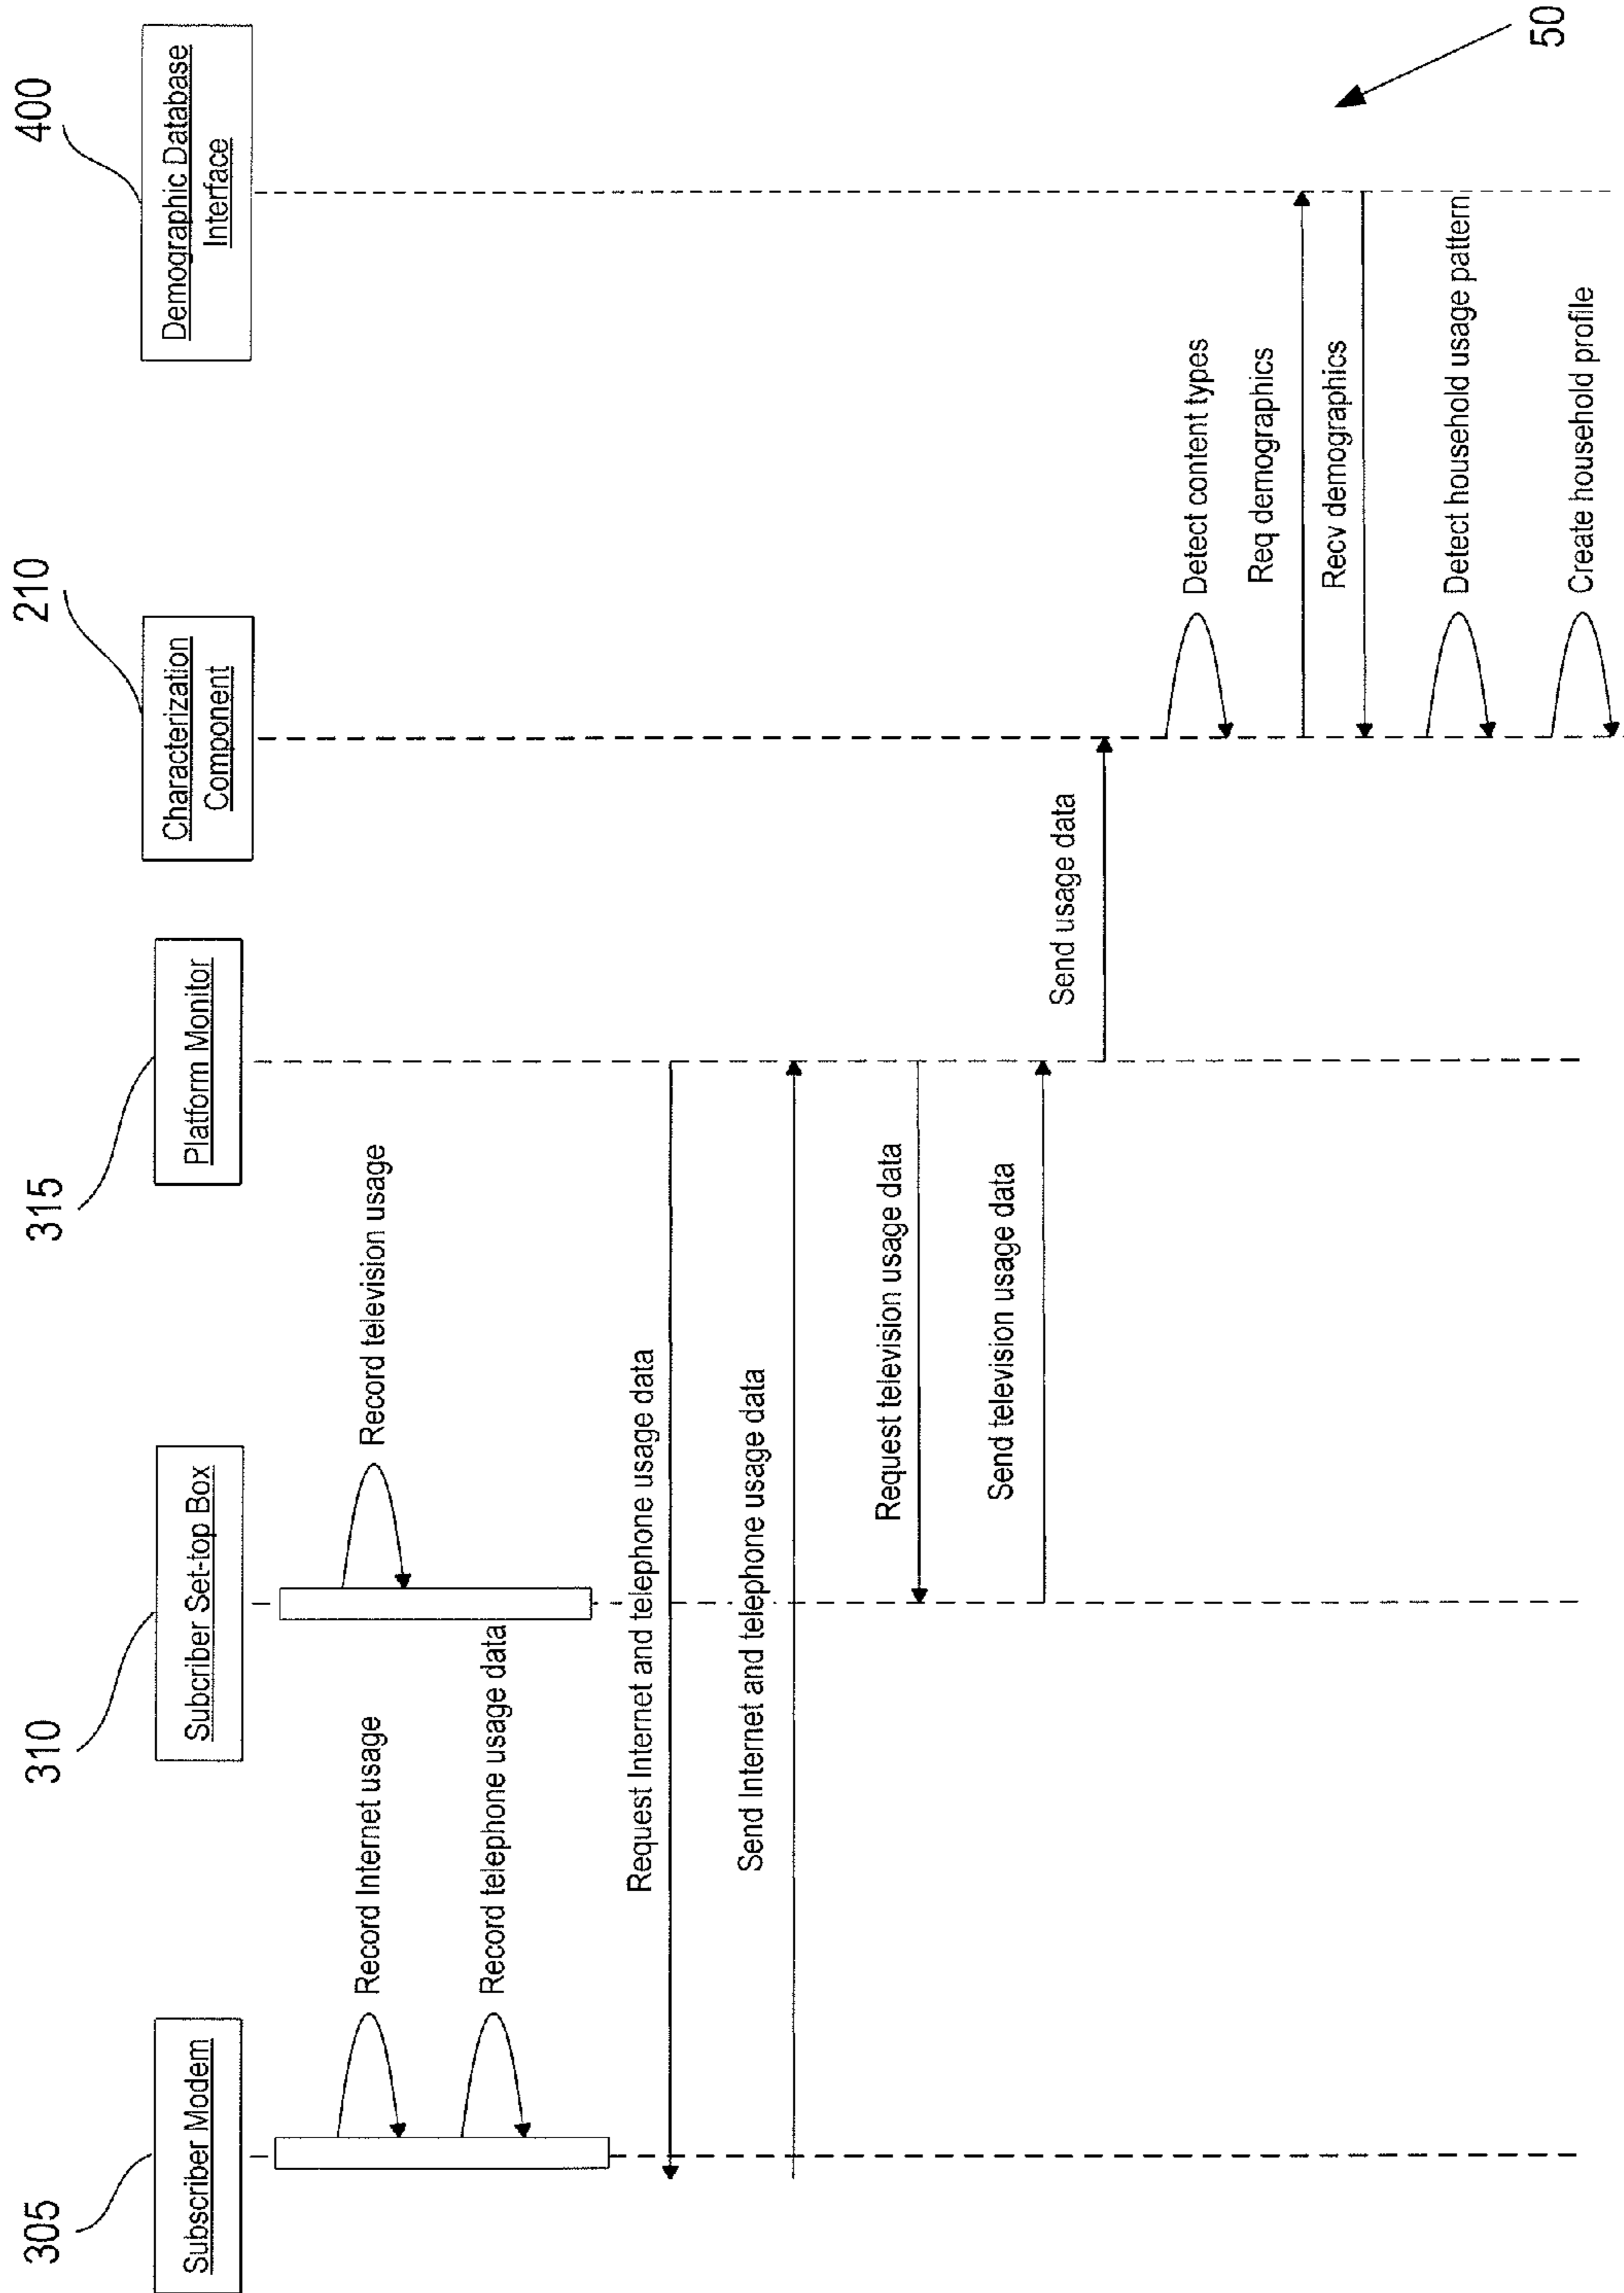 305
Subscriber Modem
310
Subcriber Set-top Box
315
Platform Monitor
210
Characterization
Component
400
Demographic Database
Interface
Record Internet usage
Record television usage
Record telephone usage data
Request Internet and telephone usage data
Send Internet and telephone usage data
Request television usage data
Send television usage data
Send usage data
Detect content types
Req demographics
Recv demographics
Detect household usage pattern
Create household profile
50